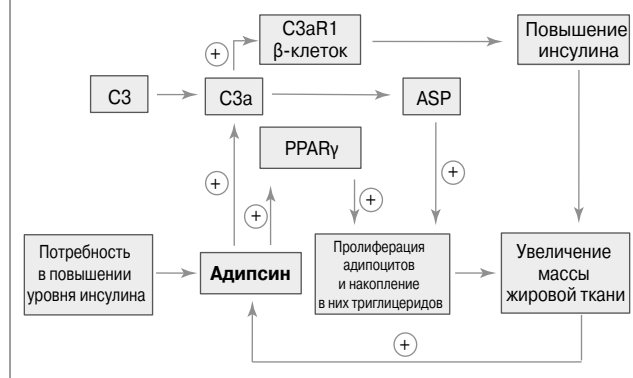 C3aR1
β-клеток
Повышение
инсулина
+
C3
C3a
ASP
PPARγ
+
+
+
+
Потребность
в повышении
уровня инсулина
Адипсин
Пролиферация
адипоцитов
и накопление
в них триглицеридов
Увеличение
массы
жировой ткани
+